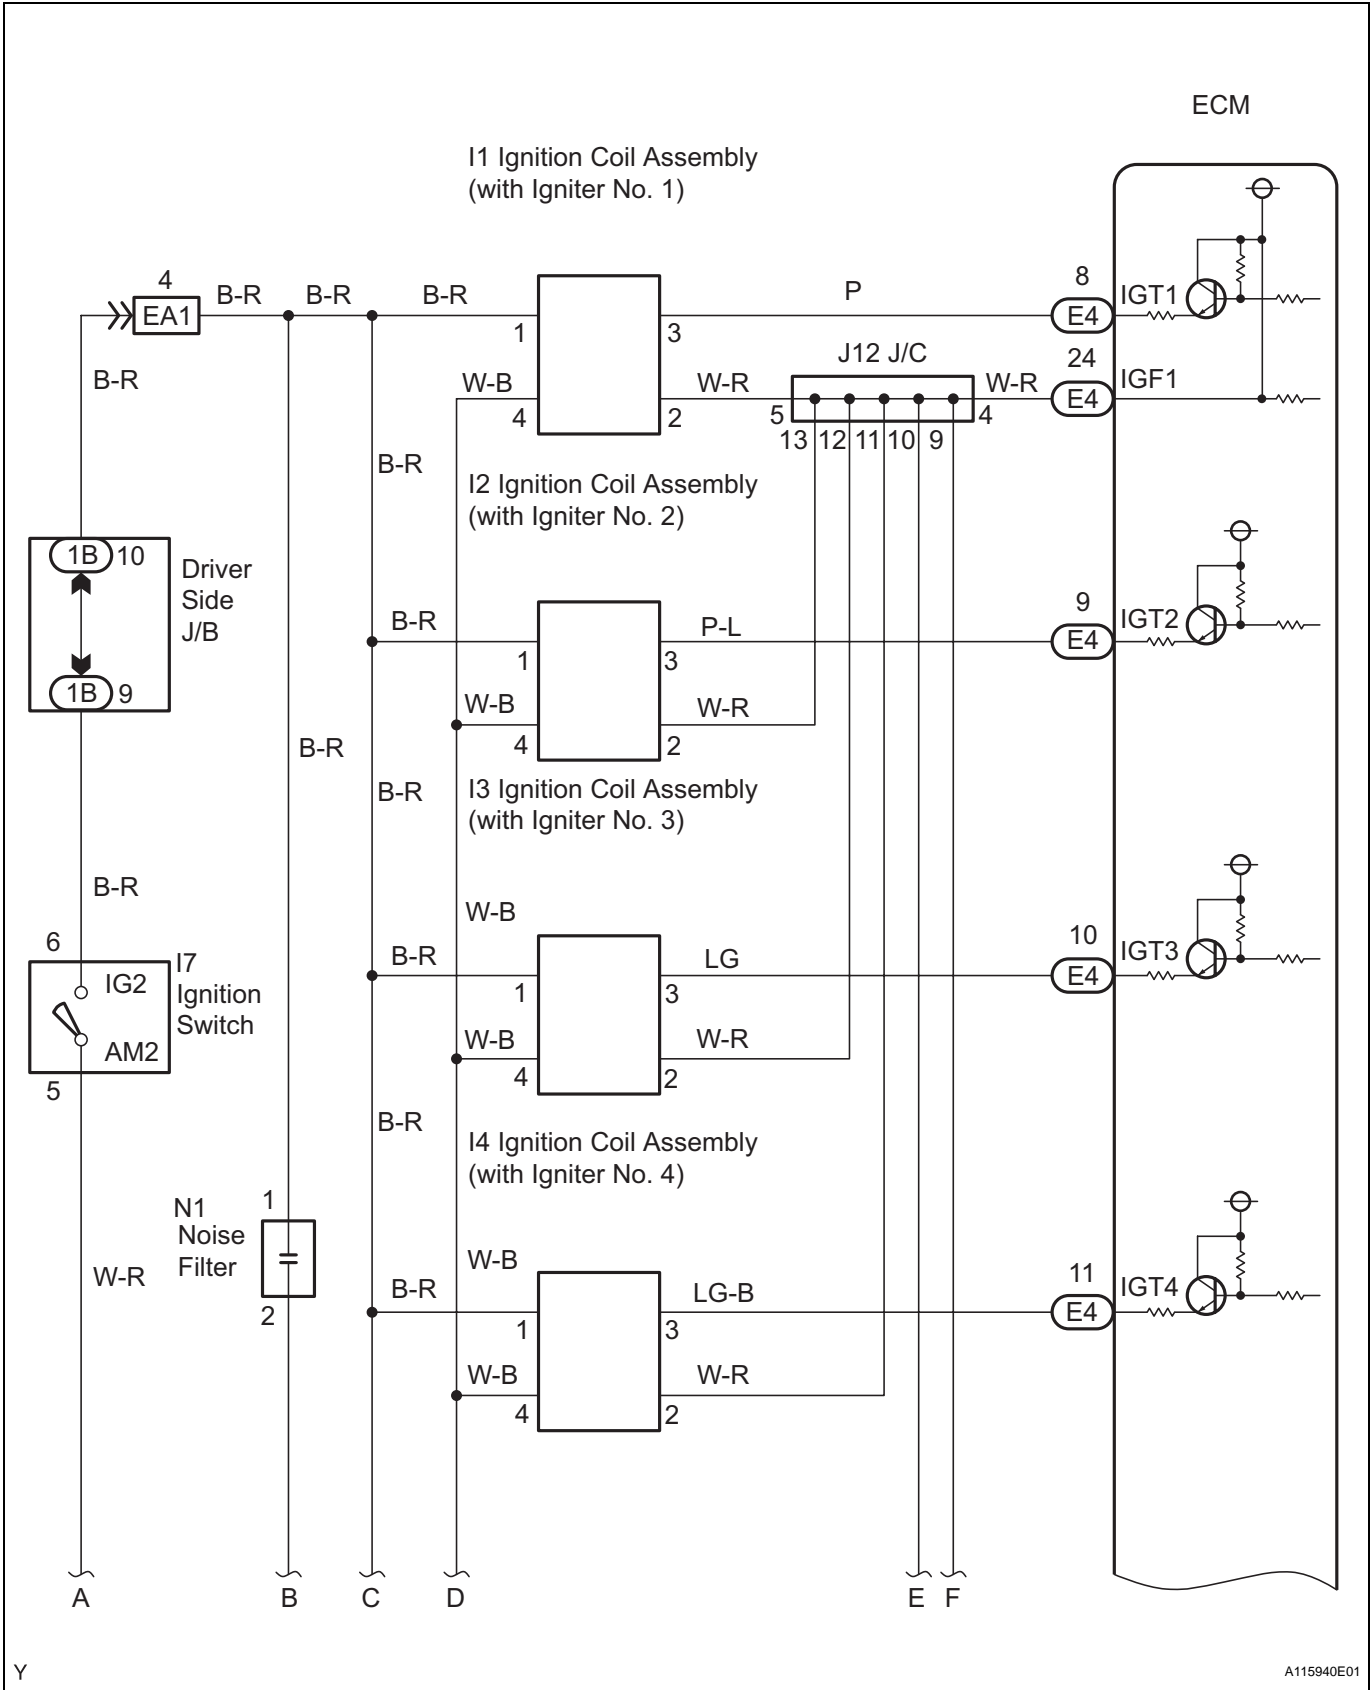 ECM
I1 Ignition Coil Assembly
(with Igniter No. 1)
4
EA1
B-R
B-R
B-R
1
3
P
8
E4
IGT1
B-R
W-B
4
2
W-R
J12 J/C
5
4
13
12
11
10
9
W-R
24
E4
IGF1
B-R
I2 Ignition Coil Assembly
(with Igniter No. 2)
1B
10
Driver
Side
J/B
1B
9
B-R
1
3
P-L
9
E4
IGT2
W-B
4
2
W-R
B-R
B-R
I3 Ignition Coil Assembly
(with Igniter No. 3)
B-R
W-B
6
I7
Ignition
Switch
IG2
AM2
5
B-R
1
3
LG
10
E4
IGT3
W-B
4
2
W-R
B-R
I4 Ignition Coil Assembly
(with Igniter No. 4)
N1
Noise
Filter
1
2
W-R
W-B
B-R
1
3
LG-B
11
E4
IGT4
W-B
4
2
W-R
A
B
C
D
E
F
Y
A115940E01